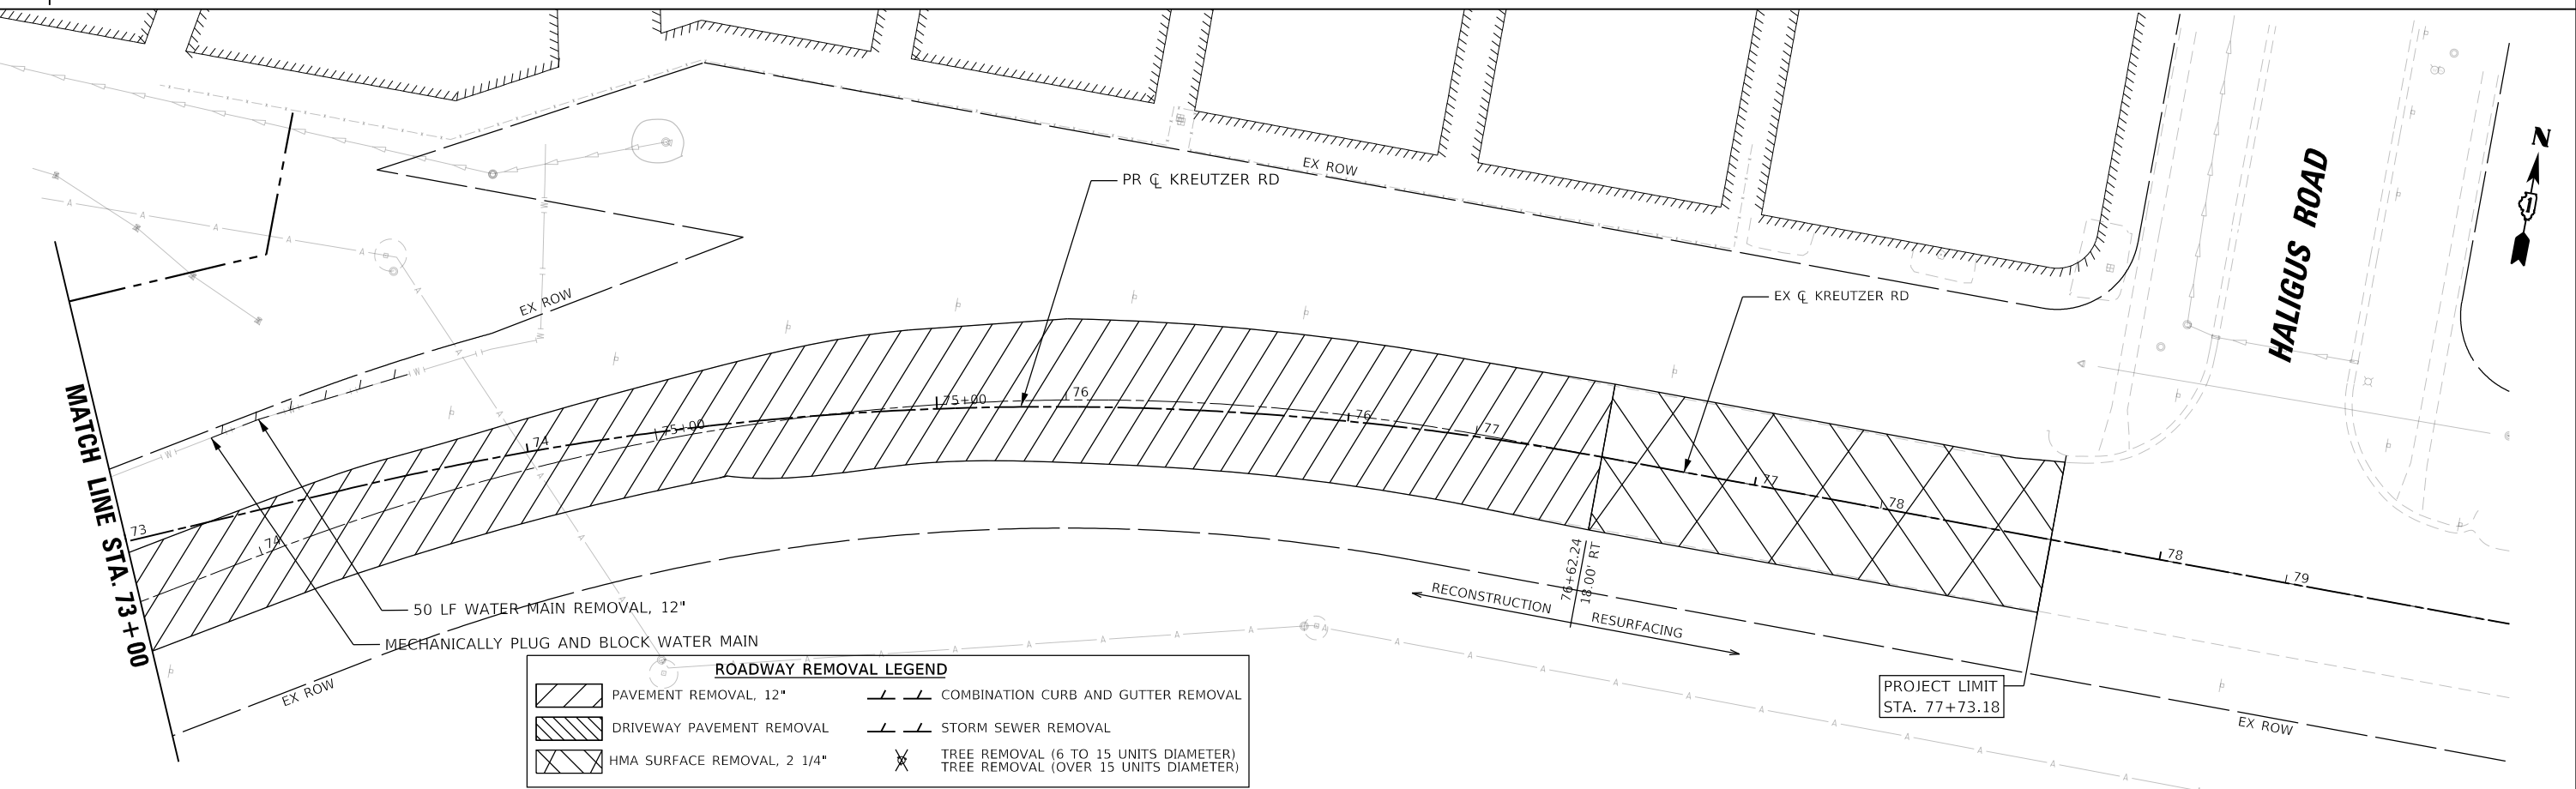 EX ROW
PR ℄ KREUTZER RD
EX ℄ KREUTZER RD
HALIGUS ROAD
N
1
EX ROW
MATCH LINE STA. 73+00
73
74
74
75+00
75+00
76
76
77
77
78
78
79
76+62.24
18.00' RT
RECONSTRUCTION
RESURFACING
50 LF WATER MAIN REMOVAL, 12"
MECHANICALLY PLUG AND BLOCK WATER MAIN
EX ROW
PROJECT LIMIT
STA. 77+73.18
EX ROW
ROADWAY REMOVAL LEGEND
PAVEMENT REMOVAL, 12"
COMBINATION CURB AND GUTTER REMOVAL
DRIVEWAY PAVEMENT REMOVAL
STORM SEWER REMOVAL
HMA SURFACE REMOVAL, 2 1/4"
TREE REMOVAL (6 TO 15 UNITS DIAMETER)
TREE REMOVAL (OVER 15 UNITS DIAMETER)